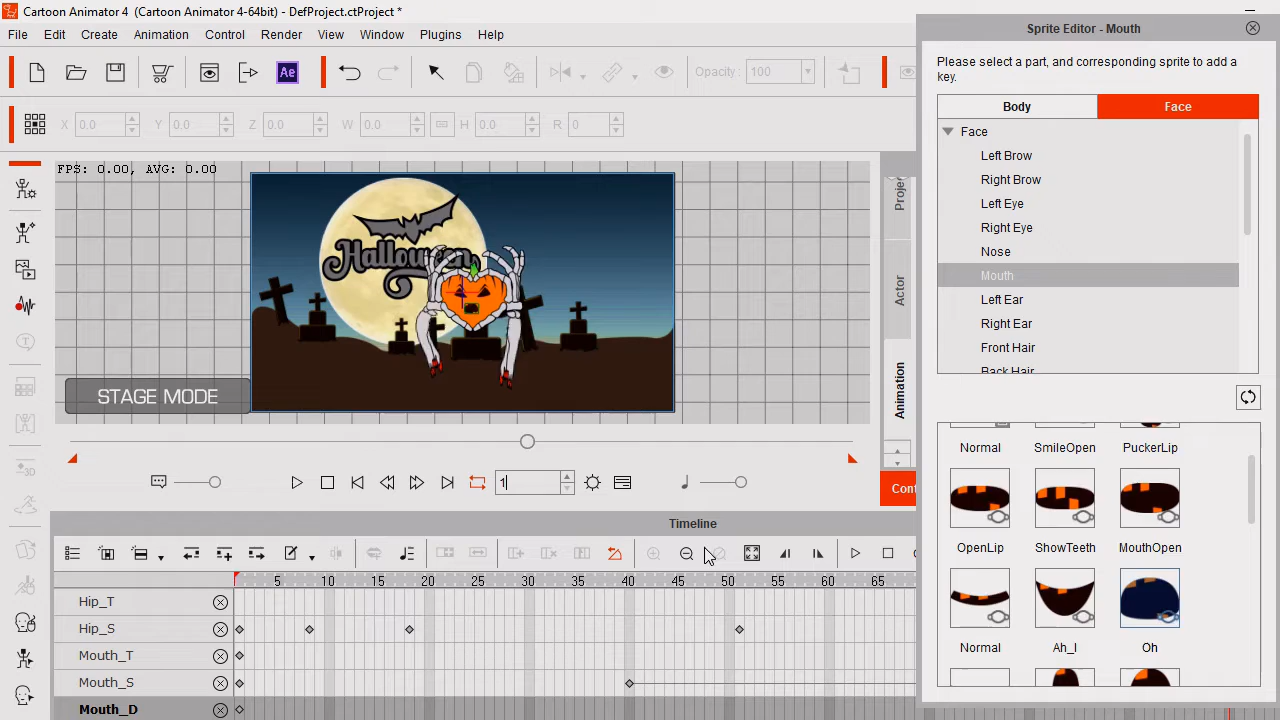 Cartoon Animator 4 (Cartoon Animator 4-64bit) - DefProject.ctProject *
File Edit Create Animation Control Render View Window Plugins Help
Ae
Opacity : 100
X 0.0 Y 0.0 Z 0.0 W 0.0 H 0.0 R 0
FPS: 0.00, AVG: 0.00
Halloween
STAGE MODE
3D
Actor
Animation
1
Timeline
5 10 15 20 25 30 35 40 45 50 55 60 65
Hip_T
Hip_S
Mouth_T
Mouth_S
Mouth_D
Sprite Editor - Mouth
Please select a part, and corresponding sprite to add a
key.
Body Face
Face
Left Brow
Right Brow
Left Eye
Right Eye
Nose
Mouth
Left Ear
Right Ear
Front Hair
Back Hair
Normal SmileOpen PuckerLip
OpenLip ShowTeeth MouthOpen
Normal Ah_I Oh